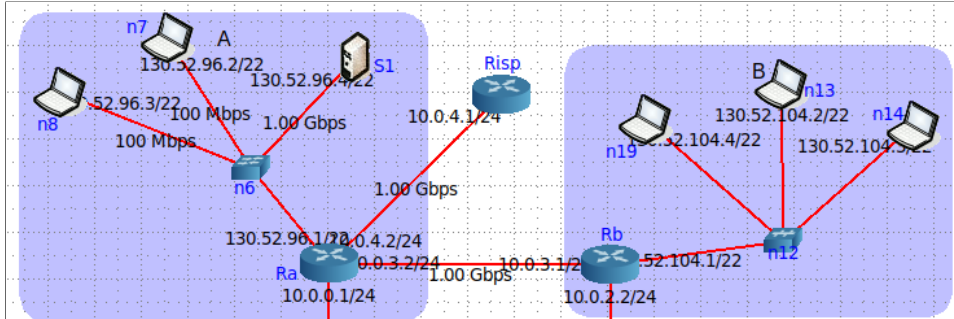 n7
A
130.52.96.2/22
S1
130.52.96.4/22
n8
.52.96.3/22
100 Mbps
100 Mbps
1.00 Gbps
n6
Risp
10.0.4.1/24
1.00 Gbps
130.52.96.1/22
.0.4.2/24
Ra
0.0.3.2/24
10.0.0.1/24
1.00 Gbps
10.0.3.1/2
Rb
.52.104.1/22
10.0.2.2/24
B
n13
130.52.104.2/22
n14
n19
.52.104.4/22
130.52.104.3/22
n12